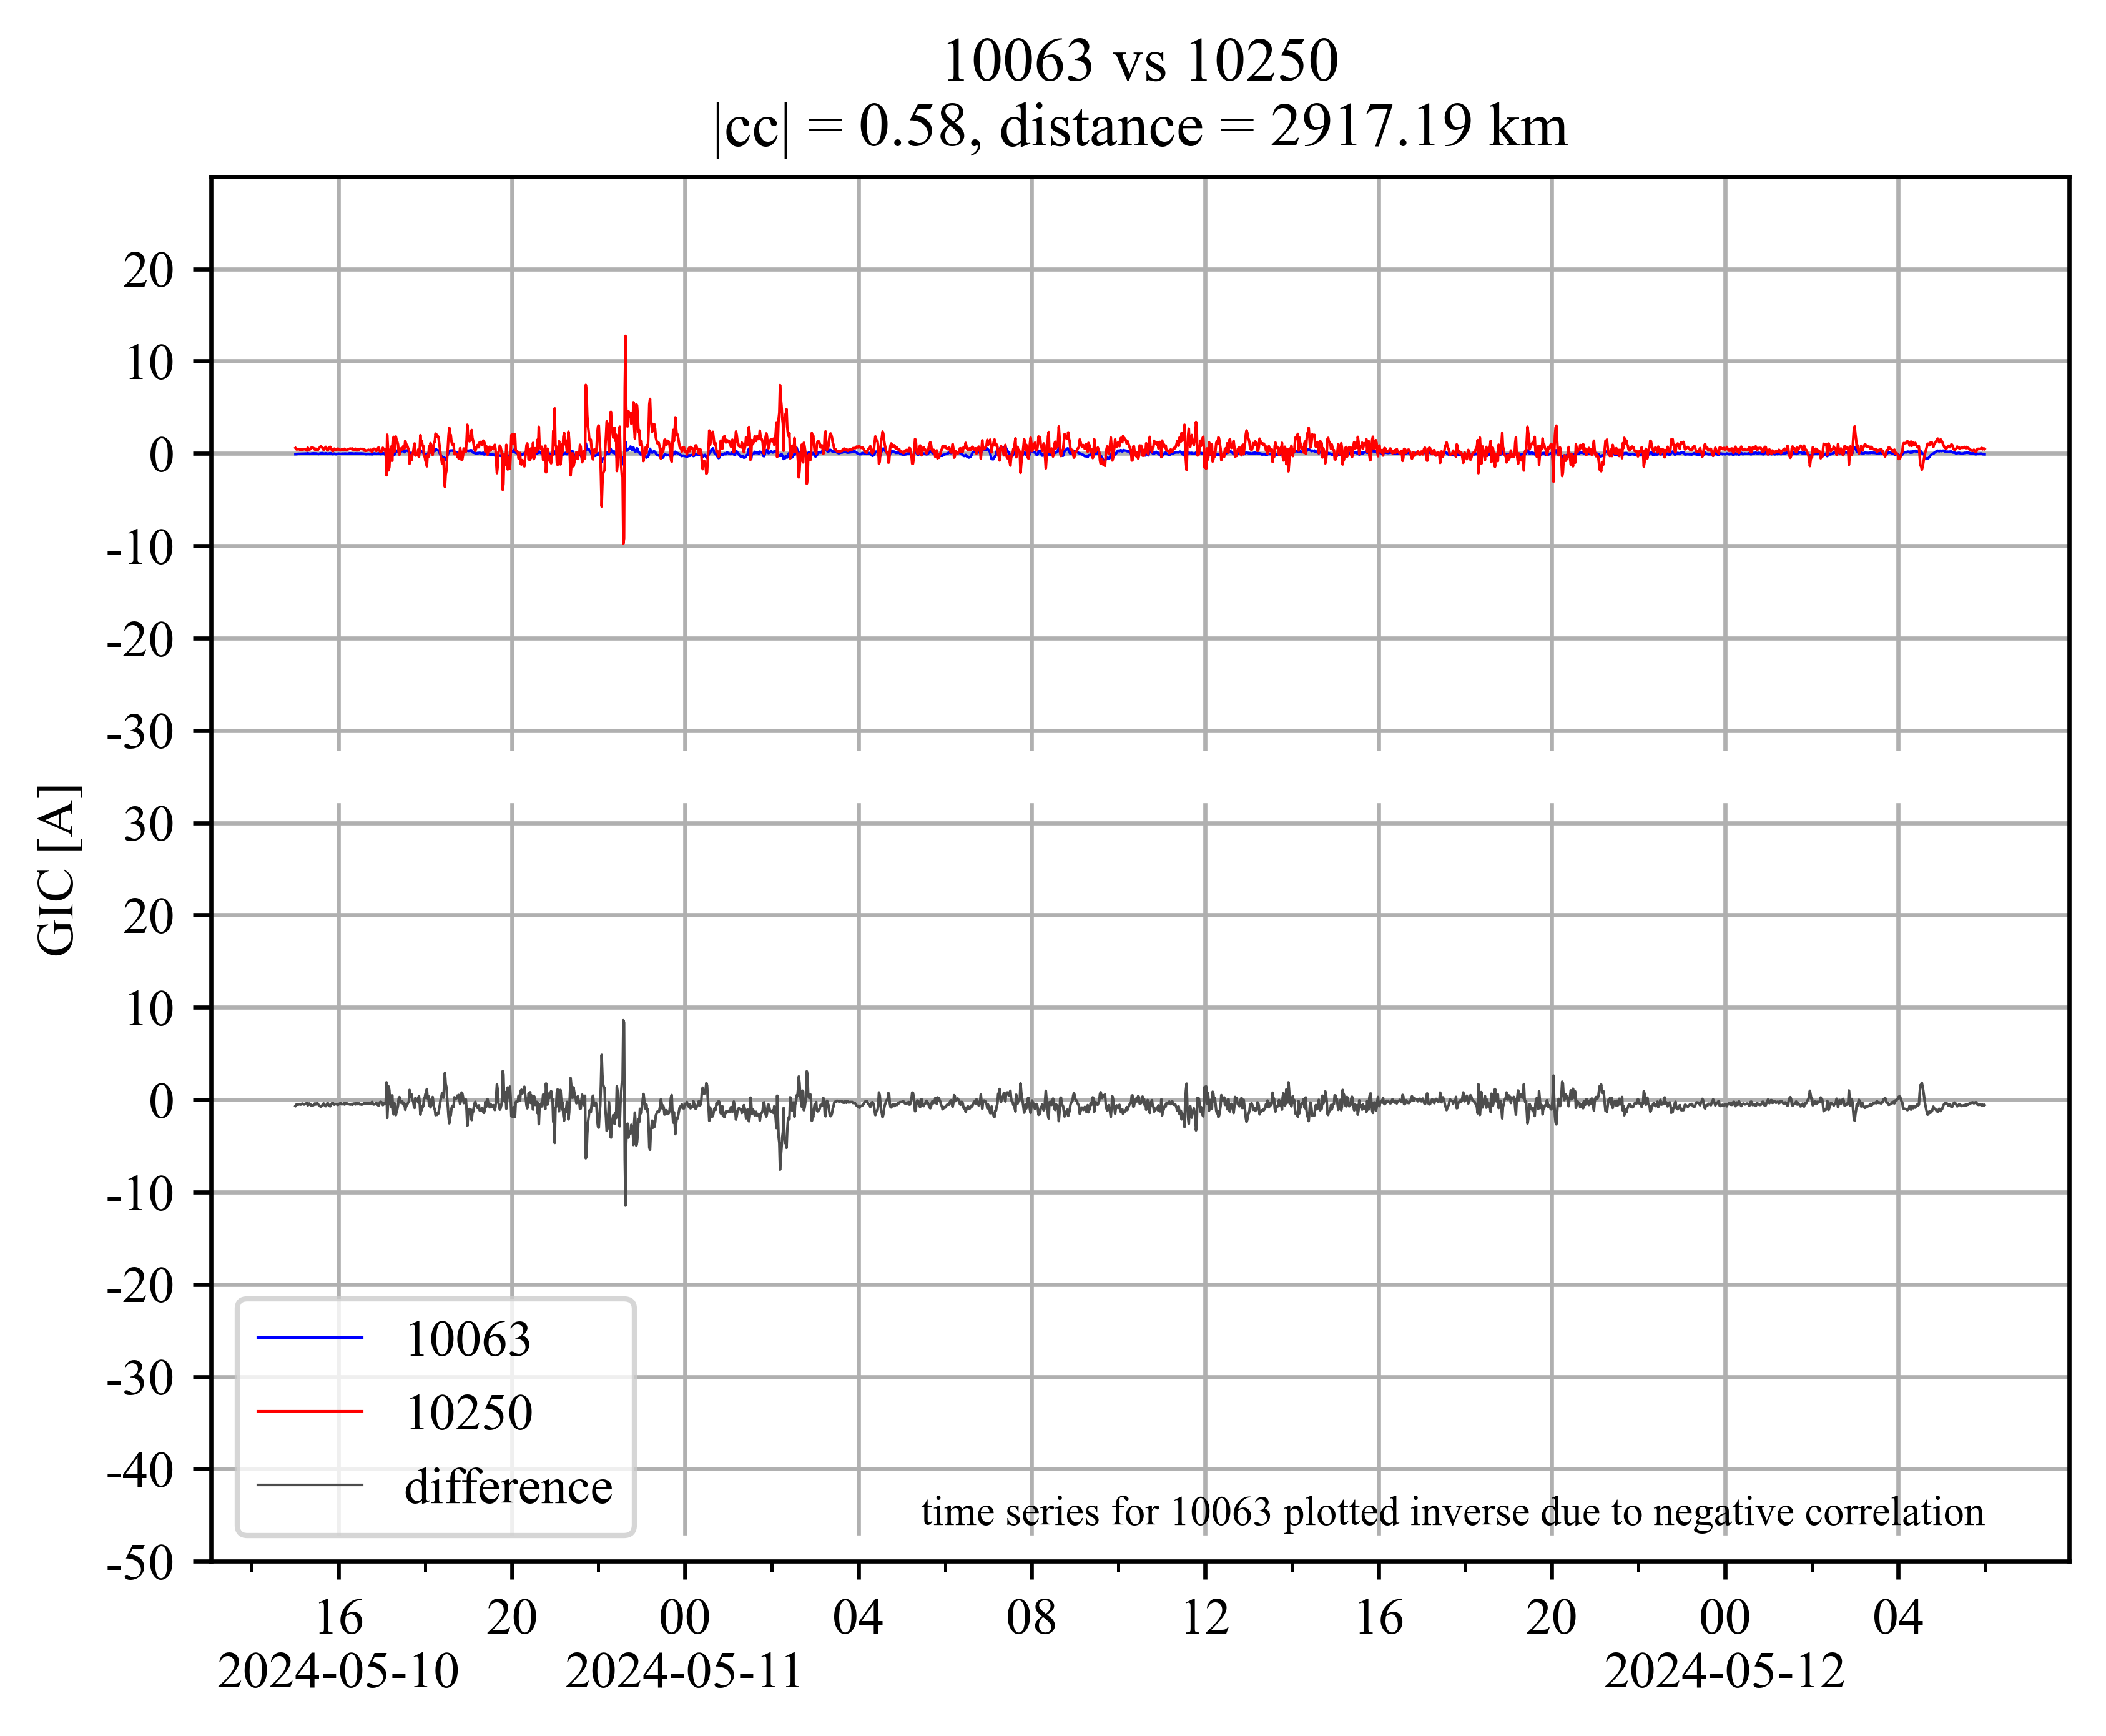 10063 vs 10250
|cc| = 0.58, distance = 2917.19 km
GIC [A]
20
10
0
-10
-20
-30
30
20
10
0
-10
-20
-30
-40
-50
10063
10250
difference
time series for 10063 plotted inverse due to negative correlation
16 20 00 04 08 12 16 20 00 04
2024-05-10 2024-05-11 2024-05-12